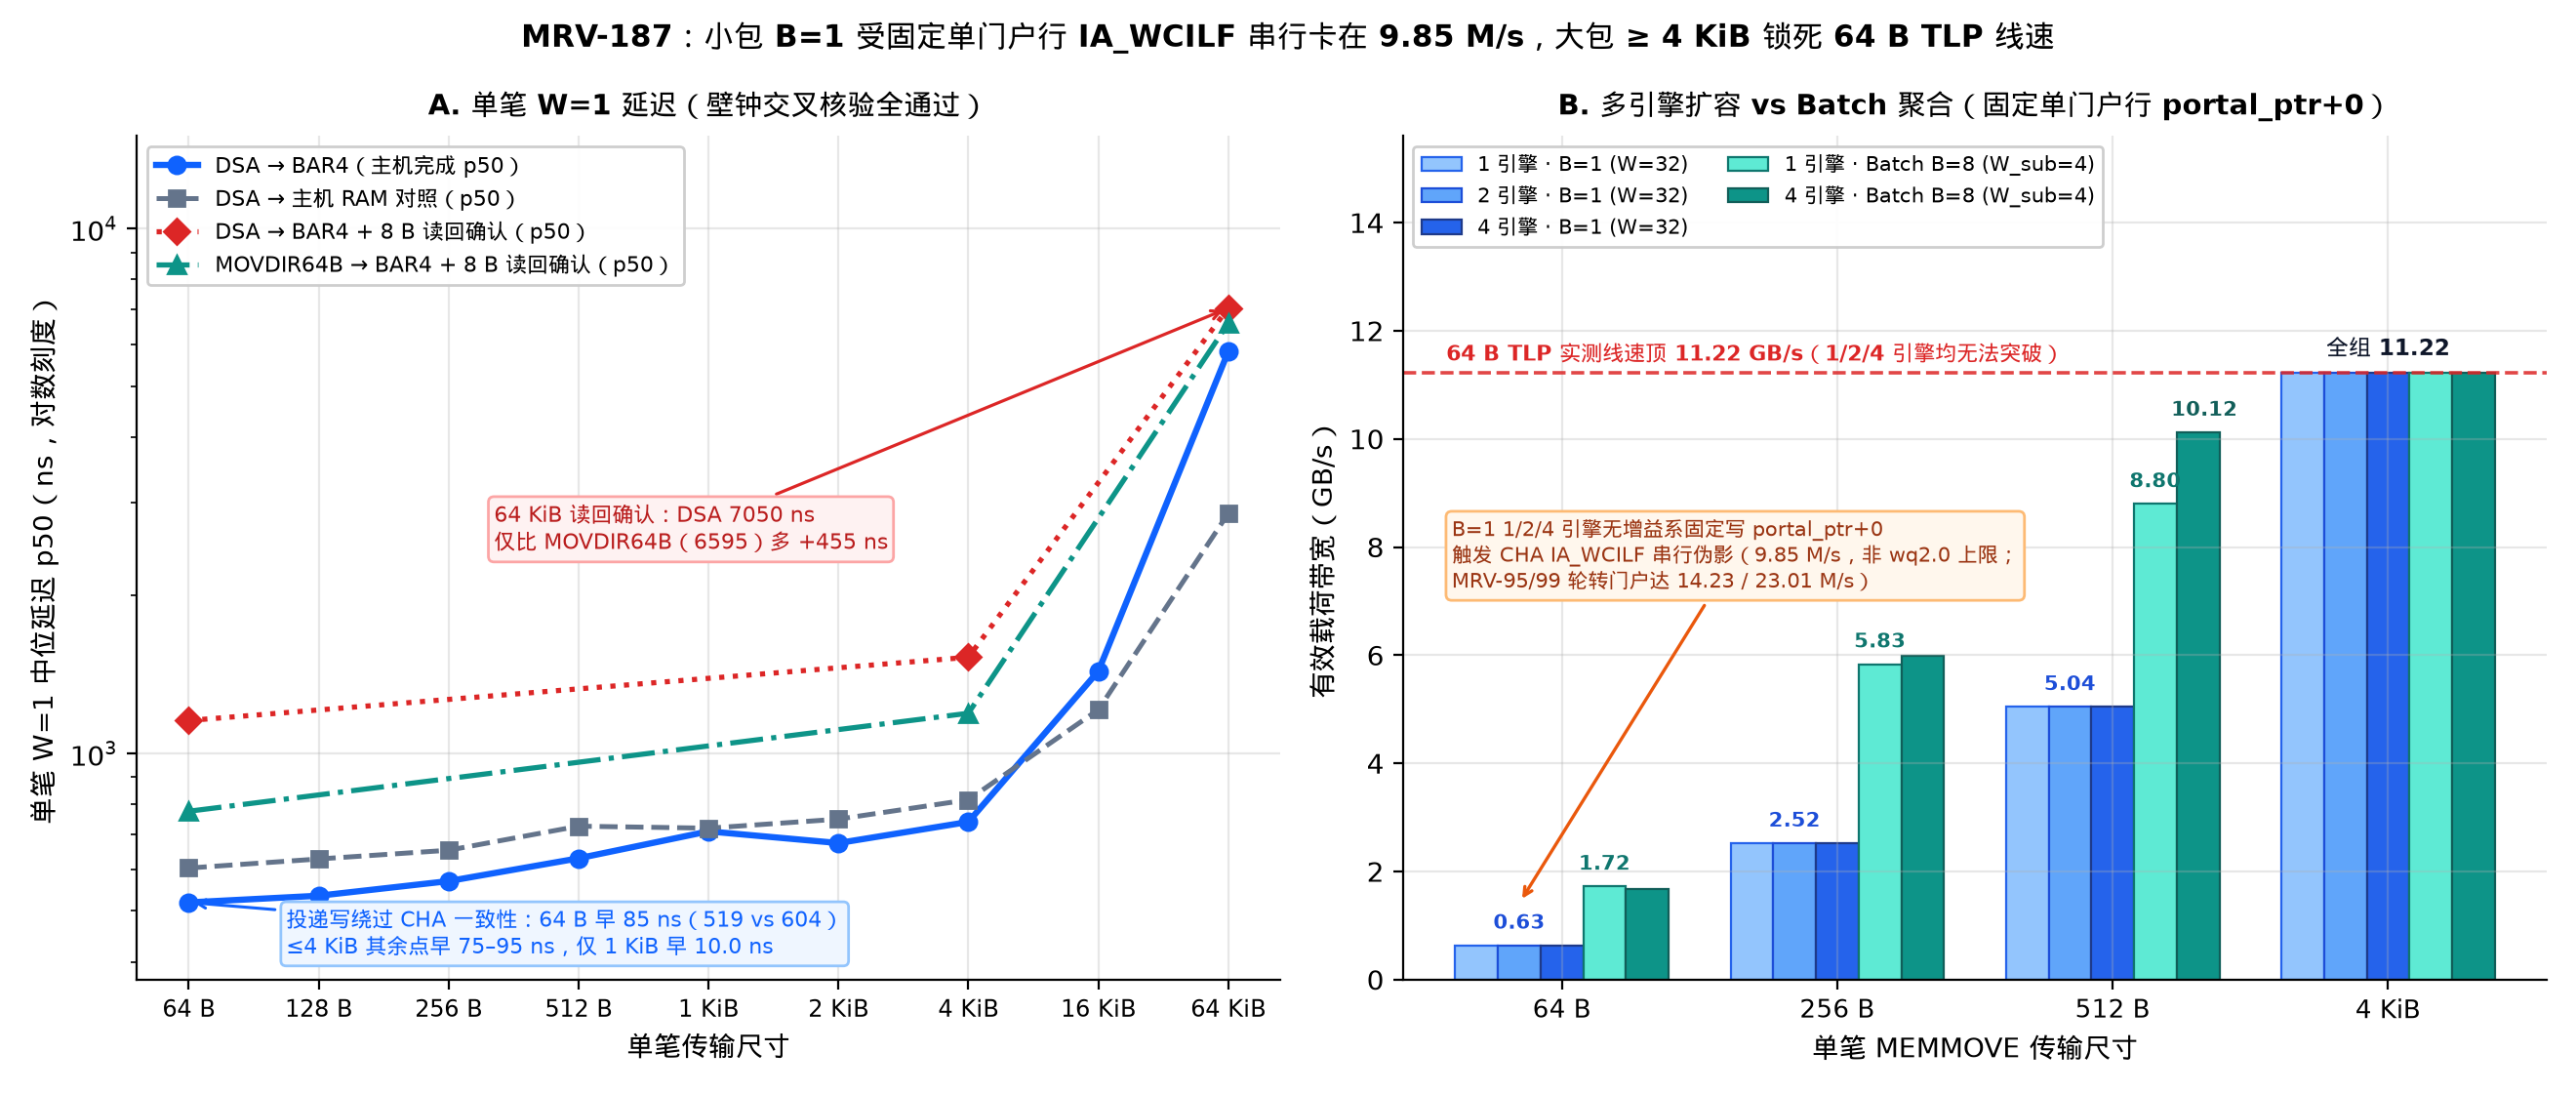 MRV-187：小包 B=1 受固定单门户行 IA_WCILF 串行卡在 9.85 M/s，大包 ≥ 4 KiB 锁死 64 B TLP 线速
A. 单笔 W=1 延迟（壁钟交叉核验全通过）
DSA → BAR4（主机完成 p50）
DSA → 主机 RAM 对照（p50）
DSA → BAR4 + 8 B 读回确认（p50）
MOVDIR64B → BAR4 + 8 B 读回确认（p50）
单笔 W=1 中位延迟 p50（ns，对数刻度）
10⁴
10³
64 KiB 读回确认：DSA 7050 ns
仅比 MOVDIR64B（6595）多 +455 ns
投递写绕过 CHA 一致性：64 B 早 85 ns（519 vs 604）
≤4 KiB 其余点早 75–95 ns，仅 1 KiB 早 10.0 ns
64 B
128 B
256 B
512 B
1 KiB
2 KiB
4 KiB
16 KiB
64 KiB
单笔传输尺寸
B. 多引擎扩容 vs Batch 聚合（固定单门户行 portal_ptr+0）
1 引擎 · B=1 (W=32)
2 引擎 · B=1 (W=32)
4 引擎 · B=1 (W=32)
1 引擎 · Batch B=8 (W_sub=4)
4 引擎 · Batch B=8 (W_sub=4)
有效载荷带宽（GB/s）
14
12
10
8
6
4
2
0
64 B TLP 实测线速顶 11.22 GB/s（1/2/4 引擎均无法突破）
全组 11.22
10.12
8.80
B=1 1/2/4 引擎无增益系固定写 portal_ptr+0
触发 CHA IA_WCILF 串行伪影（9.85 M/s，非 wq2.0 上限；
MRV-95/99 轮转门户达 14.23 / 23.01 M/s）
5.83
5.04
2.52
1.72
0.63
64 B
256 B
512 B
4 KiB
单笔 MEMMOVE 传输尺寸